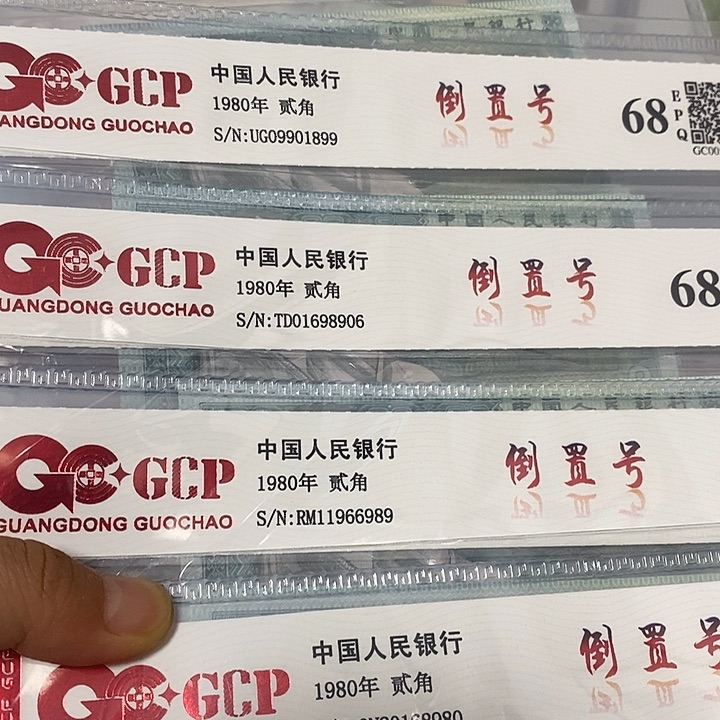 GCP
GUANGDONG GUOCHAO
中国人民银行
1980年 贰角
S/N:UG09901899
倒置号
68
EPQ
GCP
GUANGDONG GUOCHAO
中国人民银行
1980年 贰角
S/N:TD01698906
倒置号
68
GCP
GUANGDONG GUOCHAO
中国人民银行
1980年 贰角
S/N:RM11966989
倒置号
GCP
中国人民银行
1980年 贰角
倒置号